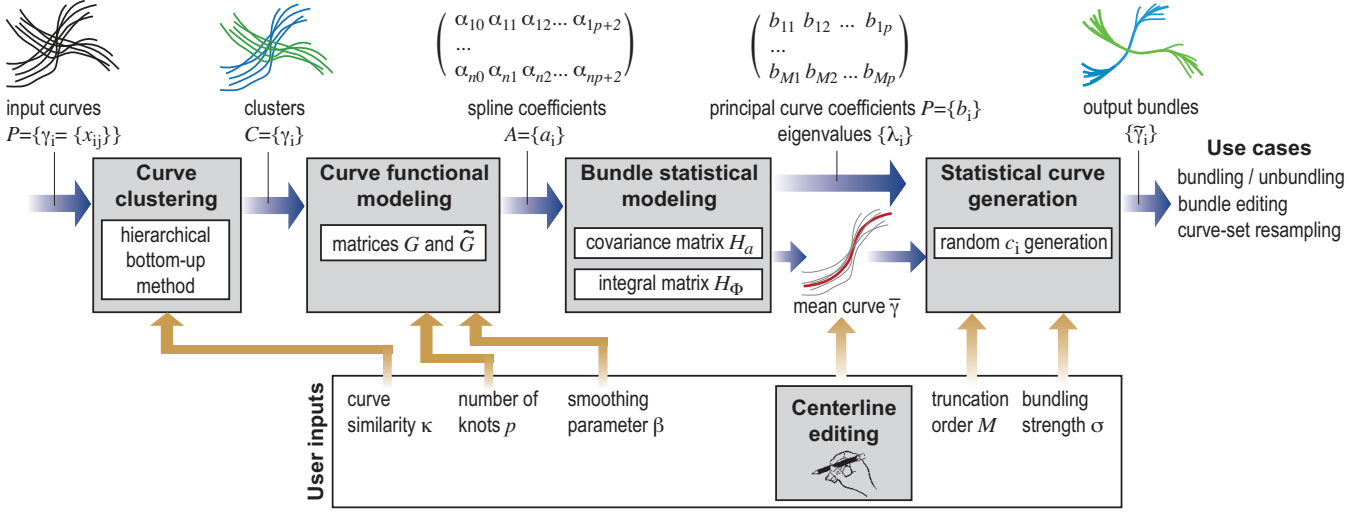 input curves
P={γi= {xij}}
clusters
C={γi}
α10 α11 α12... α1p+2
...
αn0 αn1 αn2... αnp+2
spline coefficients
A={ai}
b11 b12 ... b1p
...
bM1 bM2 ... bMp
principal curve coefficients P={bi}
eigenvalues {λi}
output bundles
{γ̃i}
Curve
clustering
hierarchical
bottom-up
method
Curve functional
modeling
matrices G and G̃
Bundle statistical
modeling
covariance matrix Ha
integral matrix HΦ
mean curve γ̅
Statistical curve
generation
random ci generation
Use cases
bundling / unbundling
bundle editing
curve-set resampling
User inputs
curve
similarity κ
number of
knots p
smoothing
parameter β
Centerline
editing
truncation
order M
bundling
strength σ